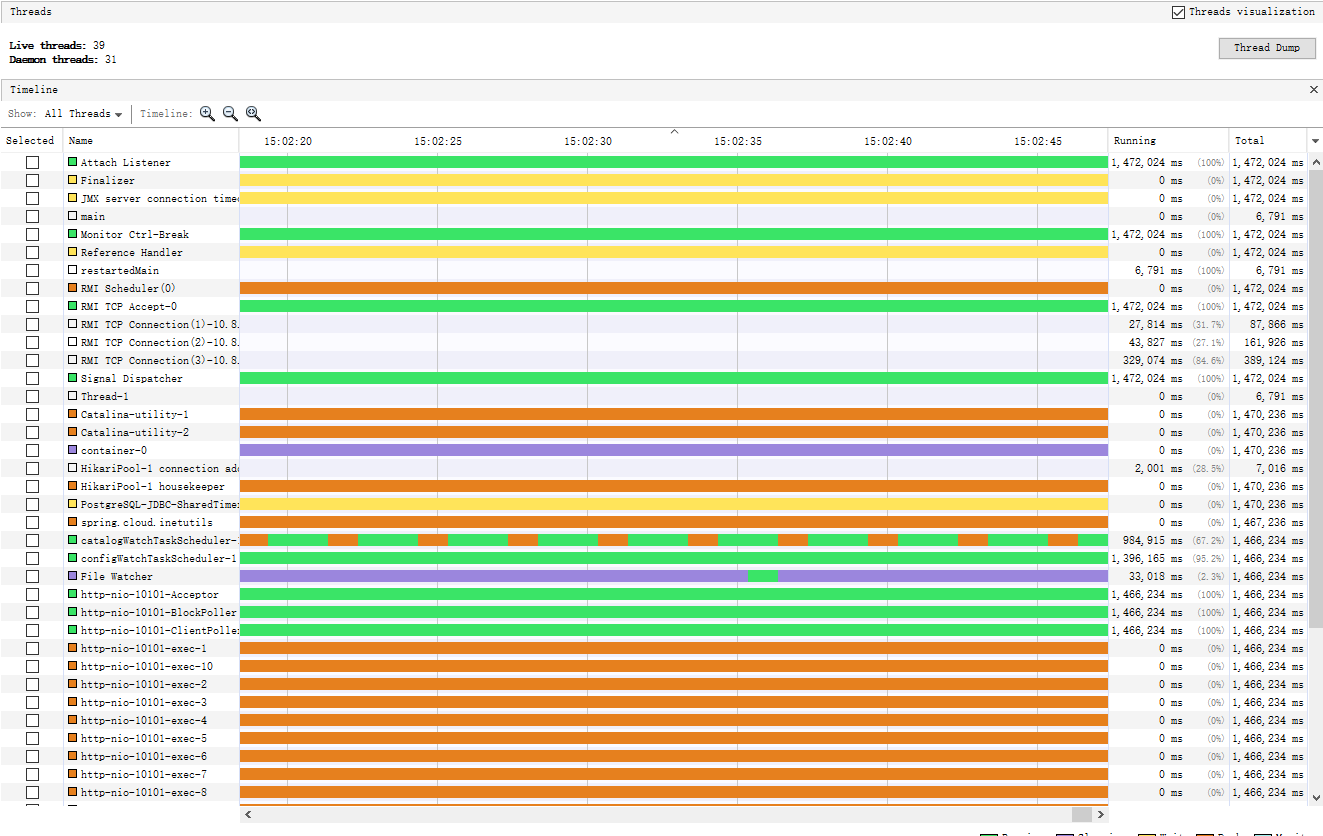 Threads
Threads visualization
Live threads: 39
Daemon threads: 31
Thread Dump
Timeline
Show: All Threads Timeline:
Selected Name 15:02:20 15:02:25 15:02:30 15:02:35 15:02:40 15:02:45 Running Total
Attach Listener 1,472,024 ms (100%) 1,472,024 ms
Finalizer 0 ms (0%) 1,472,024 ms
JMX server connection time 0 ms (0%) 1,472,024 ms
main 0 ms (0%) 6,791 ms
Monitor Ctrl-Break 1,472,024 ms (100%) 1,472,024 ms
Reference Handler 0 ms (0%) 1,472,024 ms
restartedMain 6,791 ms (100%) 6,791 ms
RMI Scheduler(0) 0 ms (0%) 1,472,024 ms
RMI TCP Accept-0 1,472,024 ms (100%) 1,472,024 ms
RMI TCP Connection(1)-10.8. 27,814 ms (31.7%) 87,866 ms
RMI TCP Connection(2)-10.8. 43,827 ms (27.1%) 161,926 ms
RMI TCP Connection(3)-10.8. 329,074 ms (84.6%) 389,124 ms
Signal Dispatcher 1,472,024 ms (100%) 1,472,024 ms
Thread-1 0 ms (0%) 6,791 ms
Catalina-utility-1 0 ms (0%) 1,470,236 ms
Catalina-utility-2 0 ms (0%) 1,470,236 ms
container-0 0 ms (0%) 1,470,236 ms
HikariPool-1 connection ad 2,001 ms (28.5%) 7,016 ms
HikariPool-1 housekeeper 0 ms (0%) 1,470,236 ms
PostgreSQL-JDBC-SharedTime 0 ms (0%) 1,470,236 ms
spring.cloud.inetutils 0 ms (0%) 1,467,236 ms
catalogWatchTaskScheduler- 984,915 ms (67.2%) 1,466,234 ms
configWatchTaskScheduler-1 1,396,165 ms (95.2%) 1,466,234 ms
File Watcher 33,018 ms (2.3%) 1,466,234 ms
http-nio-10101-Acceptor 1,466,234 ms (100%) 1,466,234 ms
http-nio-10101-BlockPoller 1,466,234 ms (100%) 1,466,234 ms
http-nio-10101-ClientPolle 1,466,234 ms (100%) 1,466,234 ms
http-nio-10101-exec-1 0 ms (0%) 1,466,234 ms
http-nio-10101-exec-10 0 ms (0%) 1,466,234 ms
http-nio-10101-exec-2 0 ms (0%) 1,466,234 ms
http-nio-10101-exec-3 0 ms (0%) 1,466,234 ms
http-nio-10101-exec-4 0 ms (0%) 1,466,234 ms
http-nio-10101-exec-5 0 ms (0%) 1,466,234 ms
http-nio-10101-exec-6 0 ms (0%) 1,466,234 ms
http-nio-10101-exec-7 0 ms (0%) 1,466,234 ms
http-nio-10101-exec-8 0 ms (0%) 1,466,234 ms